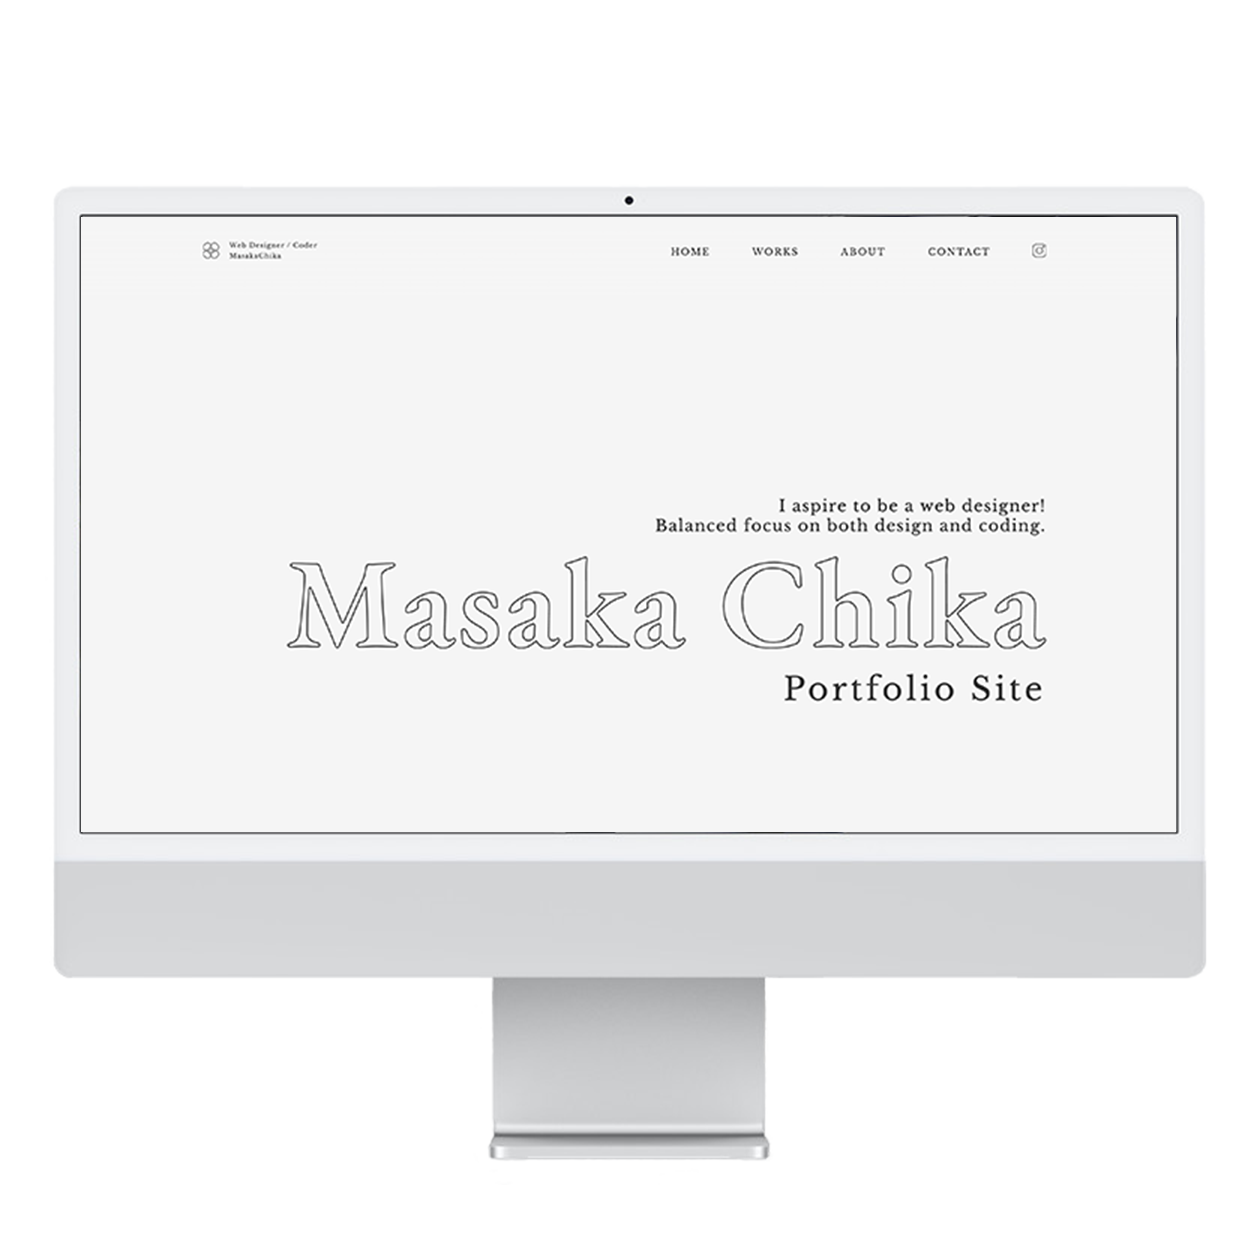 Web Designer / Coder
MasakaChika
HOME WORKS ABOUT CONTACT
I aspire to be a web designer!
Balanced focus on both design and coding.
Masaka Chika
Portfolio Site